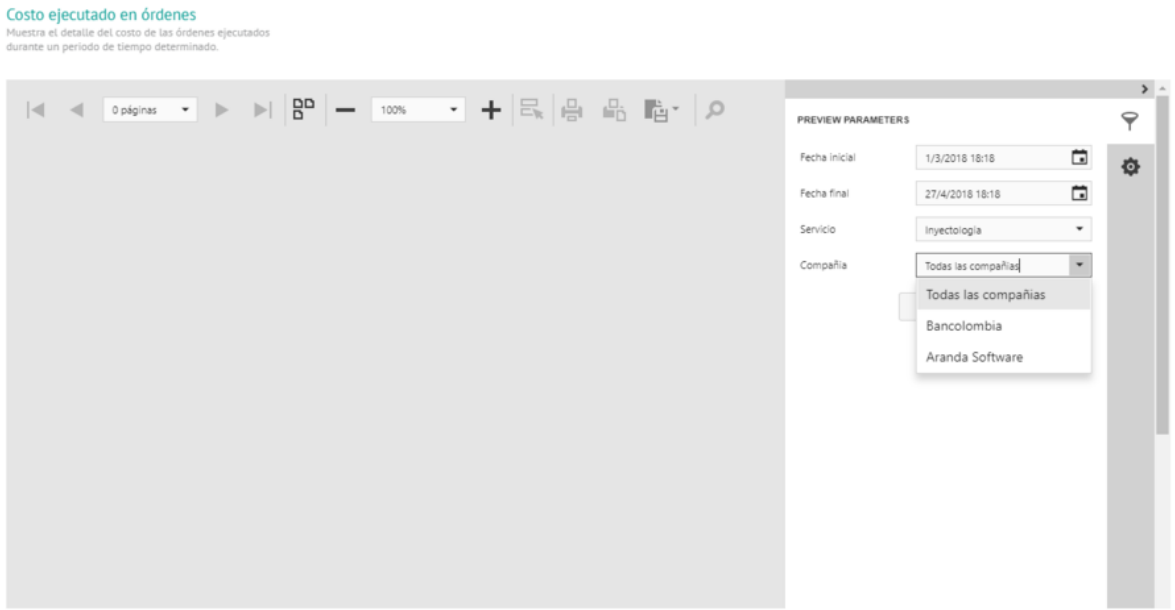 Costo ejecutado en órdenes
Muestra el detalle del costo de las órdenes ejecutados
durante un periodo de tiempo determinado.
0 páginas
100%
PREVIEW PARAMETERS
Fecha inicial
1/3/2018 18:18
Fecha final
27/4/2018 18:18
Servicio
Inyectología
Compañía
Todas las compañias
Todas las compañias
Bancolombia
Aranda Software